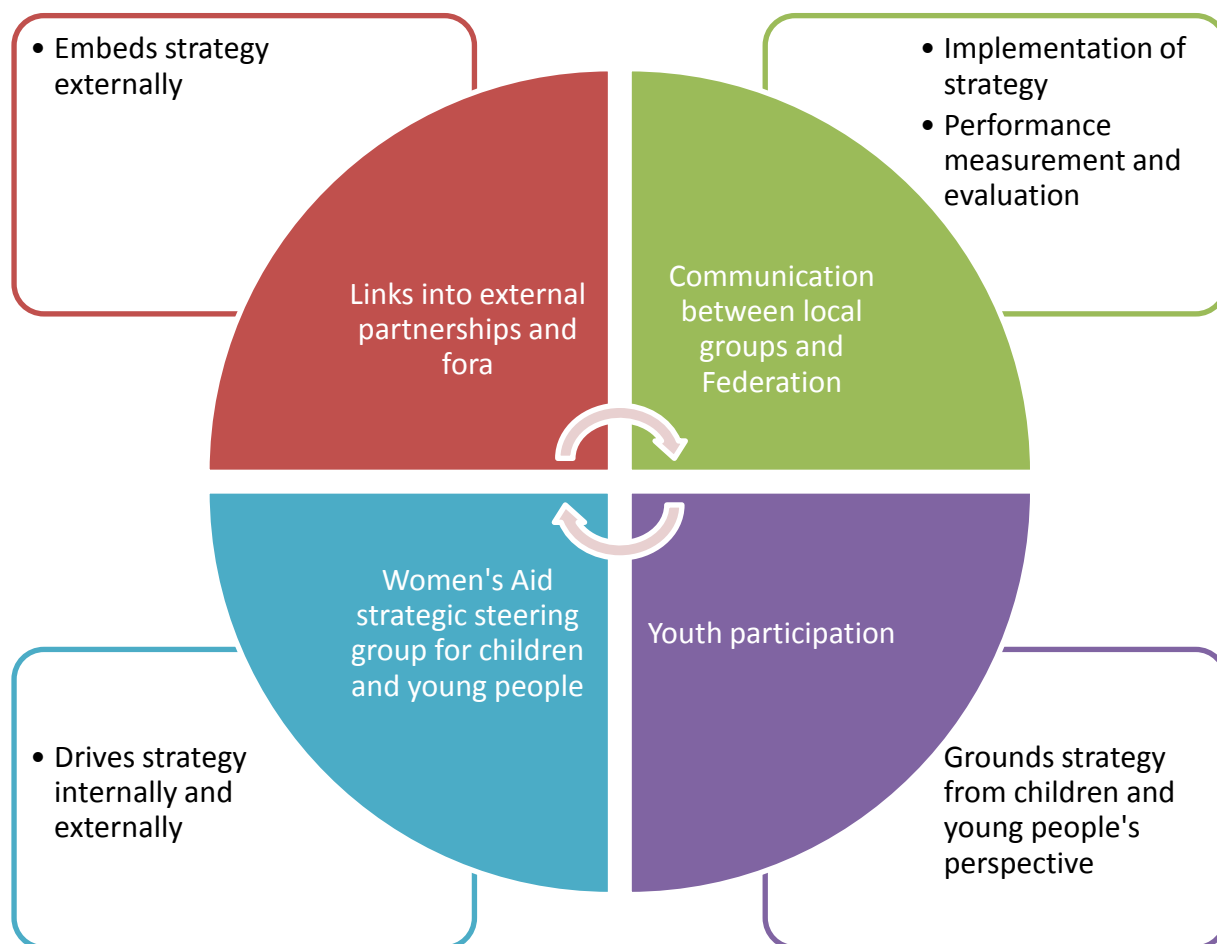 • Embeds strategy
externally
• Implementation of
strategy
• Performance
measurement and
evaluation
Links into external
partnerships and
fora
Communication
between local
groups and
Federation
Women's Aid
strategic steering
group for children
and young people
Youth participation
• Drives strategy
internally and
externally
Grounds strategy
from children and
young people's
perspective